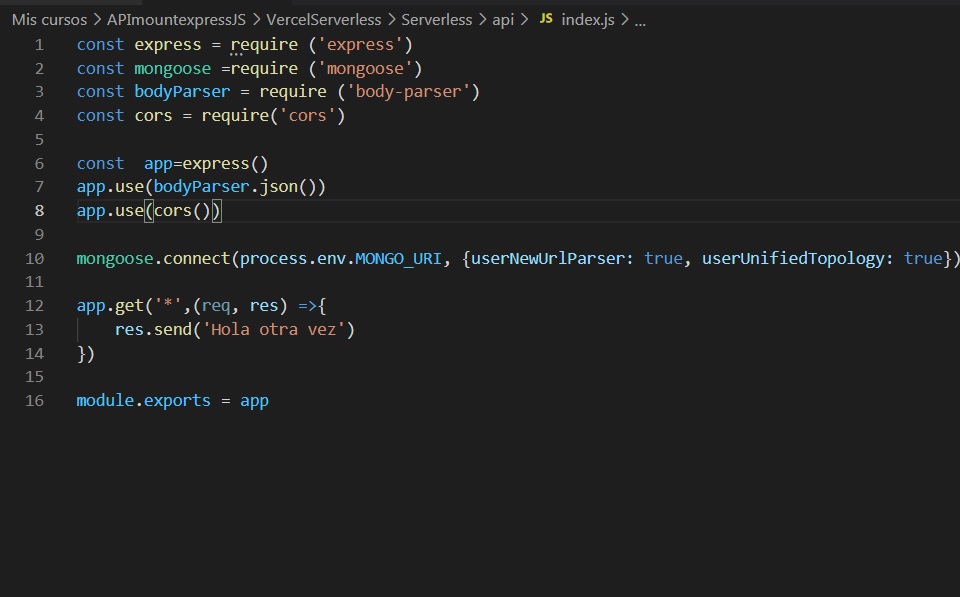 Mis cursos > APImountexpressJS > VercelServerless > Serverless > api > JS index.js > ...
1 const express = require ('express')
2 const mongoose =require ('mongoose')
3 const bodyParser = require ('body-parser')
4 const cors = require('cors')
5
6 const  app=express()
7 app.use(bodyParser.json())
8 app.use(cors())
9
10 mongoose.connect(process.env.MONGO_URI, {userNewUrlParser: true, userUnifiedTopology: true})
11
12 app.get('*',(req, res) =>{
13     res.send('Hola otra vez')
14 })
15
16 module.exports = app